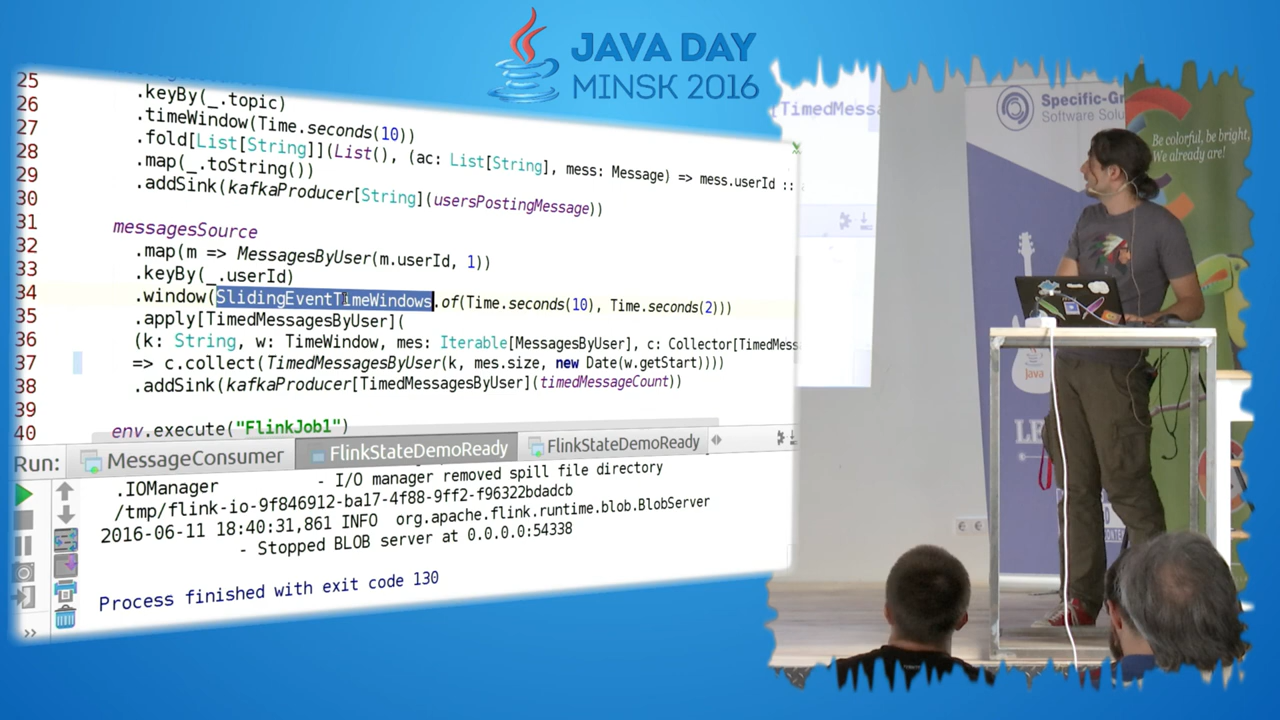 JAVA DAY
MINSK 2016
25
26 .keyBy(_.topic)
27 .timeWindow(Time.seconds(10))
28 .fold[List[String]](List(), (ac: List[String], mess: Message) => mess.userId ::
29 .map(_.toString())
30 .addSink(kafkaProducer[String](usersPostingMessage))
31
32 messagesSource
33 .map(m => MessagesByUser(m.userId, 1))
34 .keyBy(_.userId)
35 .window(SlidingEventTimeWindows.of(Time.seconds(10), Time.seconds(2)))
36 .apply[TimedMessagesByUser](
37 (k: String, w: TimeWindow, mes: Iterable[MessagesByUser], c: Collector[TimedMess
38 => c.collect(TimedMessagesByUser(k, mes.size, new Date(w.getStart))))
39 .addSink(kafkaProducer[TimedMessagesByUser](timedMessageCount))
40
env.execute("FlinkJob1")
Run: MessageConsumer FlinkStateDemoReady FlinkStateDemoReady
.IOManager - I/O manager removed spill file directory
/tmp/flink-io-9f846912-ba17-4f88-9ff2-f96322bdadcb
2016-06-11 18:40:31,861 INFO org.apache.flink.runtime.blob.BlobServer
- Stopped BLOB server at 0.0.0.0:54338
Process finished with exit code 130
TimedMessa
Specific-Gr
Software Solu
Be colorful, be bright,
We already are!
java
LE